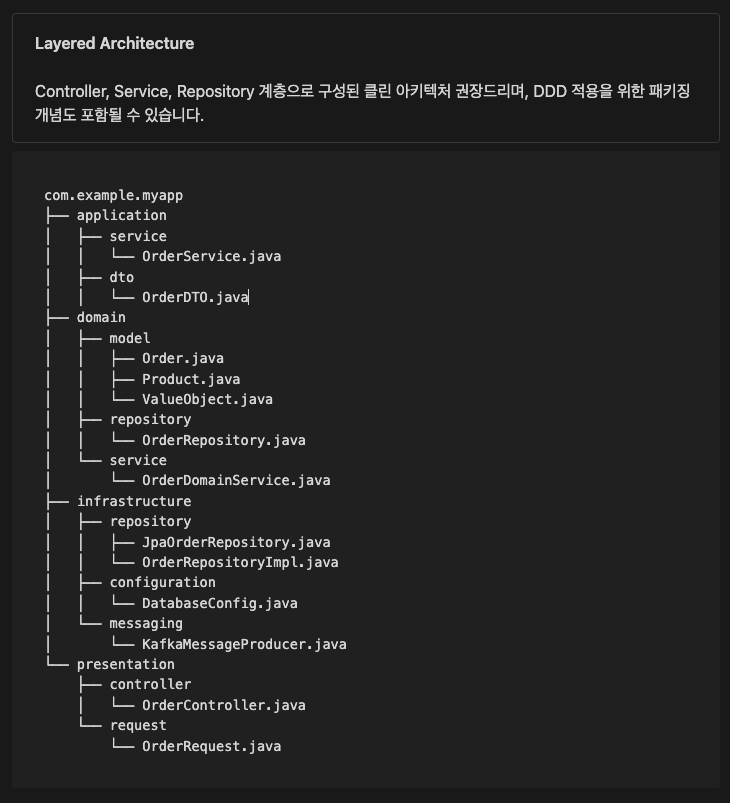 Layered Architecture
Controller, Service, Repository 계층으로 구성된 클린 아키텍처 권장드리며, DDD 적용을 위한 패키징
개념도 포함될 수 있습니다.
com.example.myapp
├── application
│   ├── service
│   │   └── OrderService.java
│   ├── dto
│   │   └── OrderDTO.java
├── domain
│   ├── model
│   │   ├── Order.java
│   │   ├── Product.java
│   │   └── ValueObject.java
│   ├── repository
│   │   └── OrderRepository.java
│   └── service
│       └── OrderDomainService.java
├── infrastructure
│   ├── repository
│   │   ├── JpaOrderRepository.java
│   │   └── OrderRepositoryImpl.java
│   ├── configuration
│   │   └── DatabaseConfig.java
│   └── messaging
│       └── KafkaMessageProducer.java
└── presentation
    ├── controller
    │   └── OrderController.java
    └── request
        └── OrderRequest.java